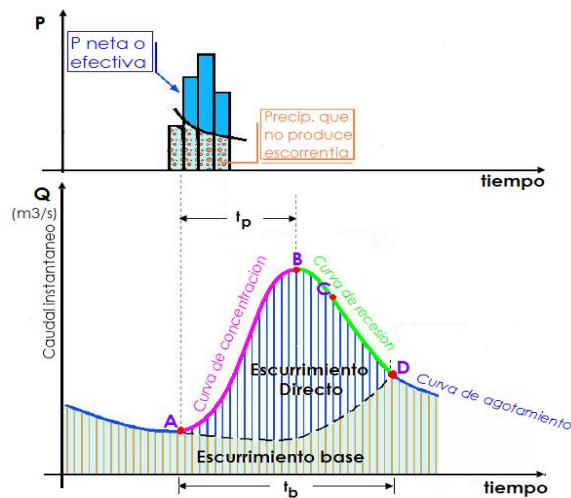 P
P neta o
efectiva
Precip. que
no produce
escorrentia
tiempo
Q
(m3/s)
Caudal instantaneo
tp
B
Curva de concentracion
C
Curva de recesion
Escurrimiento
Directo
D
A
Curva de agotamiento
Escurrimiento base
tiempo
tb